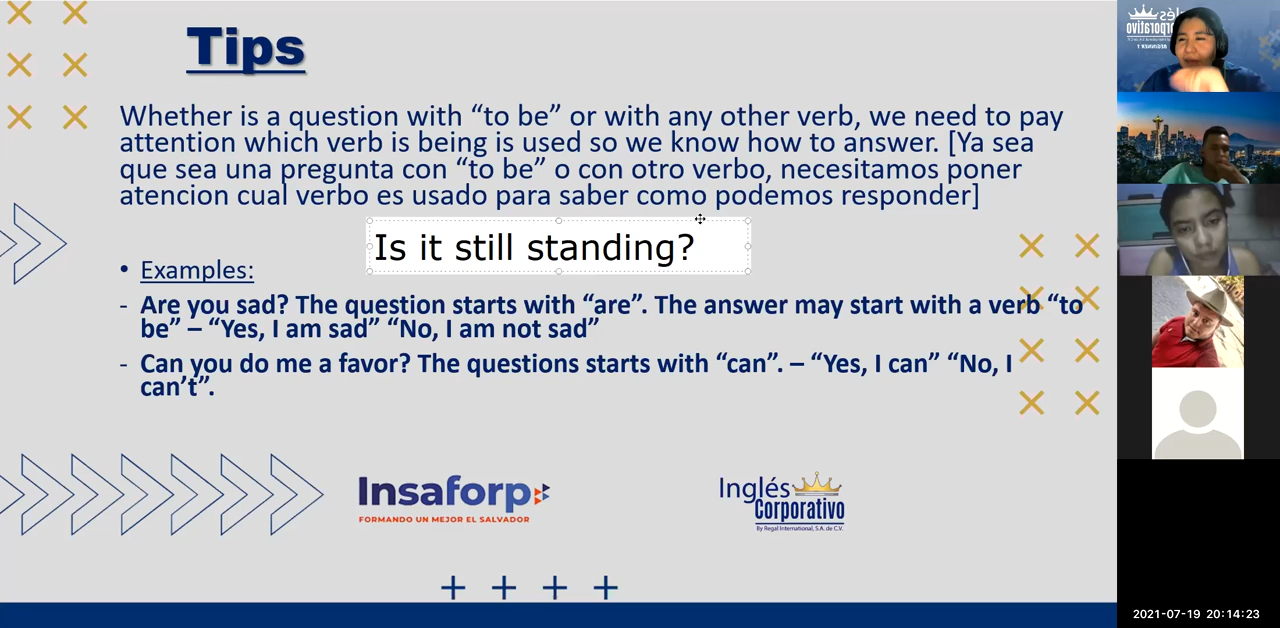 Tips
Whether is a question with “to be” or with any other verb, we need to pay
attention which verb is being is used so we know how to answer. [Ya sea
que sea una pregunta con “to be” o con otro verbo, necesitamos poner
atencion cual verbo es usado para saber como podemos responder]
Is it still standing?
• Examples:
- Are you sad? The question starts with “are”. The answer may start with a verb “to
be” – “Yes, I am sad” “No, I am not sad”
- Can you do me a favor? The questions starts with “can”. – “Yes, I can” “No, I
can’t”.
Insaforp
FORMANDO UN MEJOR EL SALVADOR
Inglés
Corporativo
By Regal International, S.A. de C.V.
2021-07-19 20:14:23